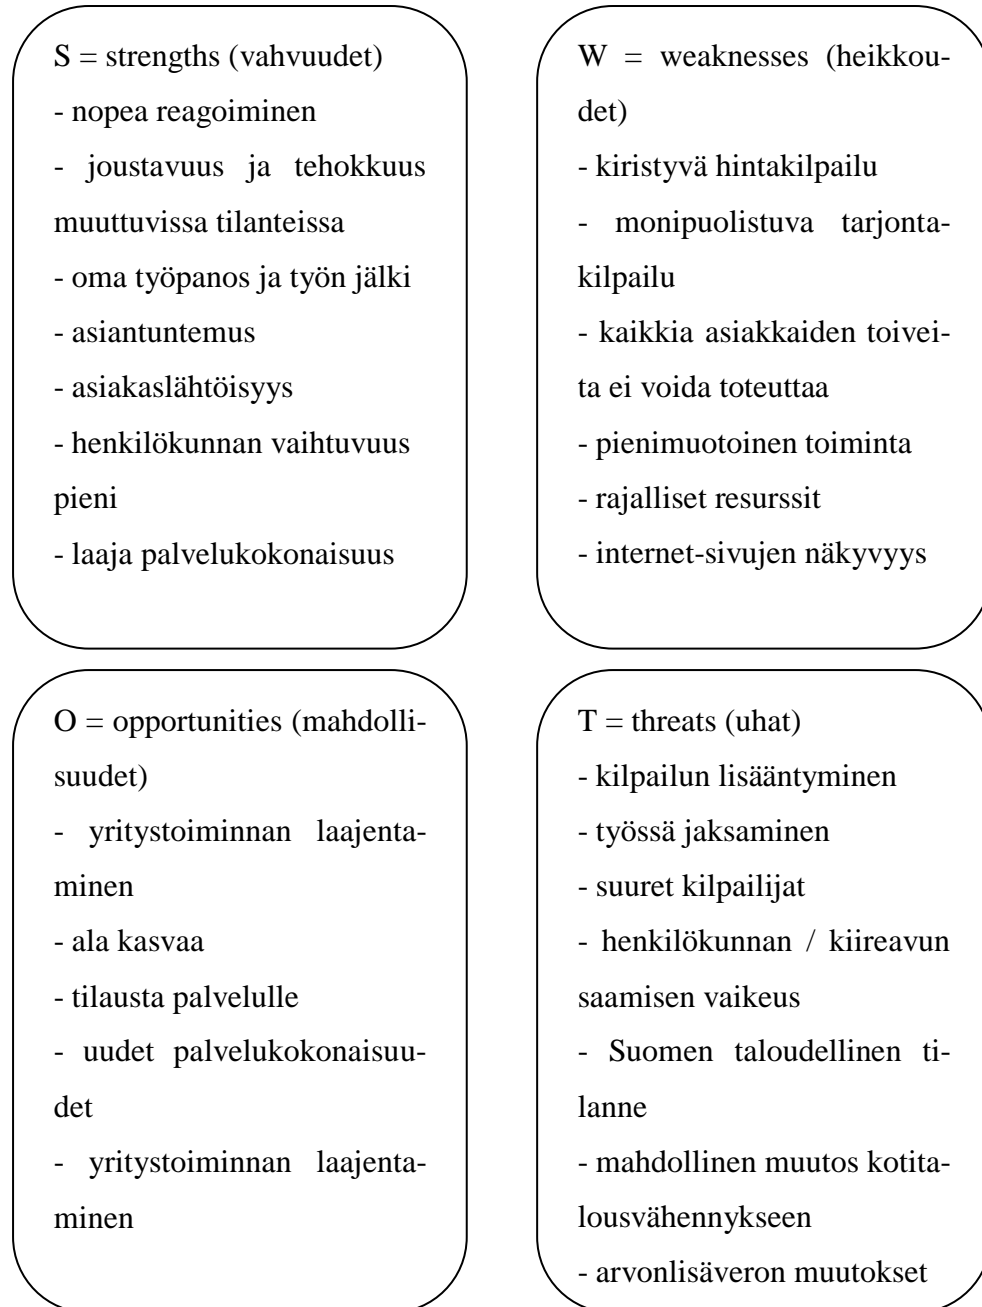 S = strengths (vahvuudet)
- nopea reagoiminen
- joustavuus ja tehokkuus
muuttuvissa tilanteissa
- oma työpanos ja työn jälki
- asiantuntemus
- asiakaslähtöisyys
- henkilökunnan vaihtuvuus
pieni
- laaja palvelukokonaisuus
W = weaknesses (heikkou-
det)
- kiristyvä hintakilpailu
- monipuolistuva tarjonta-
kilpailu
- kaikkia asiakkaiden toivei-
ta ei voida toteuttaa
- pienimuotoinen toiminta
- rajalliset resurssit
- internet-sivujen näkyvyys
O = opportunities (mahdolli-
suudet)
- yritystoiminnan laajenta-
minen
- ala kasvaa
- tilausta palvelulle
- uudet palvelukokonaisuu-
det
- yritystoiminnan laajenta-
minen
T = threats (uhat)
- kilpailun lisääntyminen
- työssä jaksaminen
- suuret kilpailijat
- henkilökunnan / kiireavun
saamisen vaikeus
- Suomen taloudellinen ti-
lanne
- mahdollinen muutos kotita-
lousvähennykseen
- arvonlisäveron muutokset